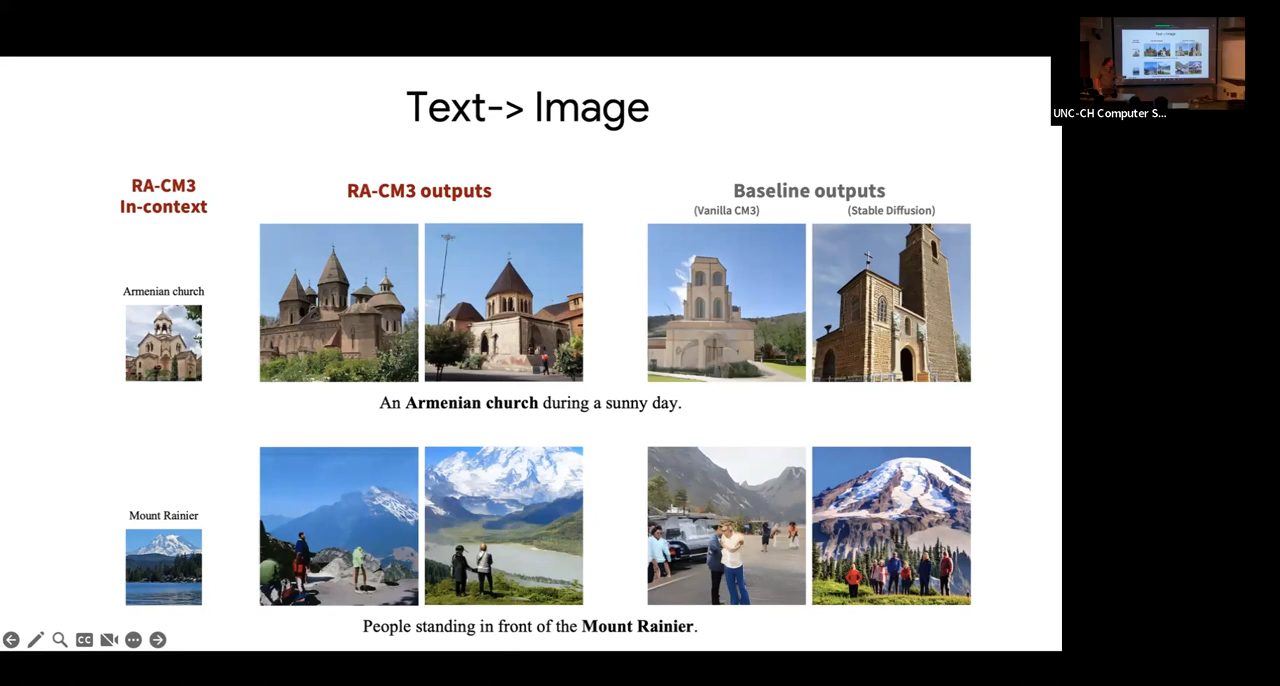 Text-> Image
UNC-CH Computer S...
RA-CM3
In-context
RA-CM3 outputs
Baseline outputs
(Vanilla CM3)
(Stable Diffusion)
Armenian church
An Armenian church during a sunny day.
Mount Rainier
People standing in front of the Mount Rainier.
CC